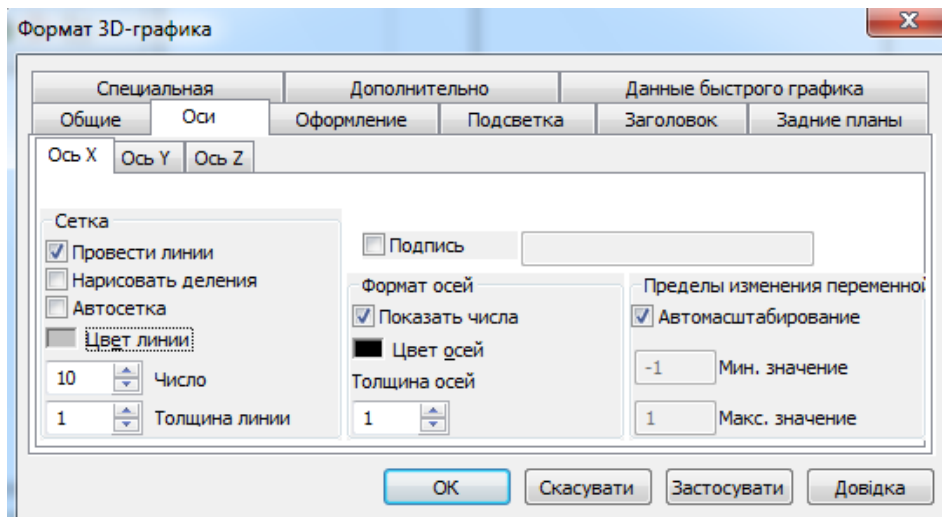 Формат 3D-графика
Специальная Дополнительно Данные быстрого графика
Общие Оси Оформление Подсветка Заголовок Задние планы
Ось X Ось Y Ось Z
Сетка
Провести линии
Нарисовать деления
Автосетка
Цвет линии
10 Число
1 Толщина линии
Подпись
Формат осей
Показать числа
Цвет осей
Толщина осей
1
Пределы изменения переменной
Автомасштабирование
-1 Мин. значение
1 Макс. значение
OK Скасувати Застосувати Довідка